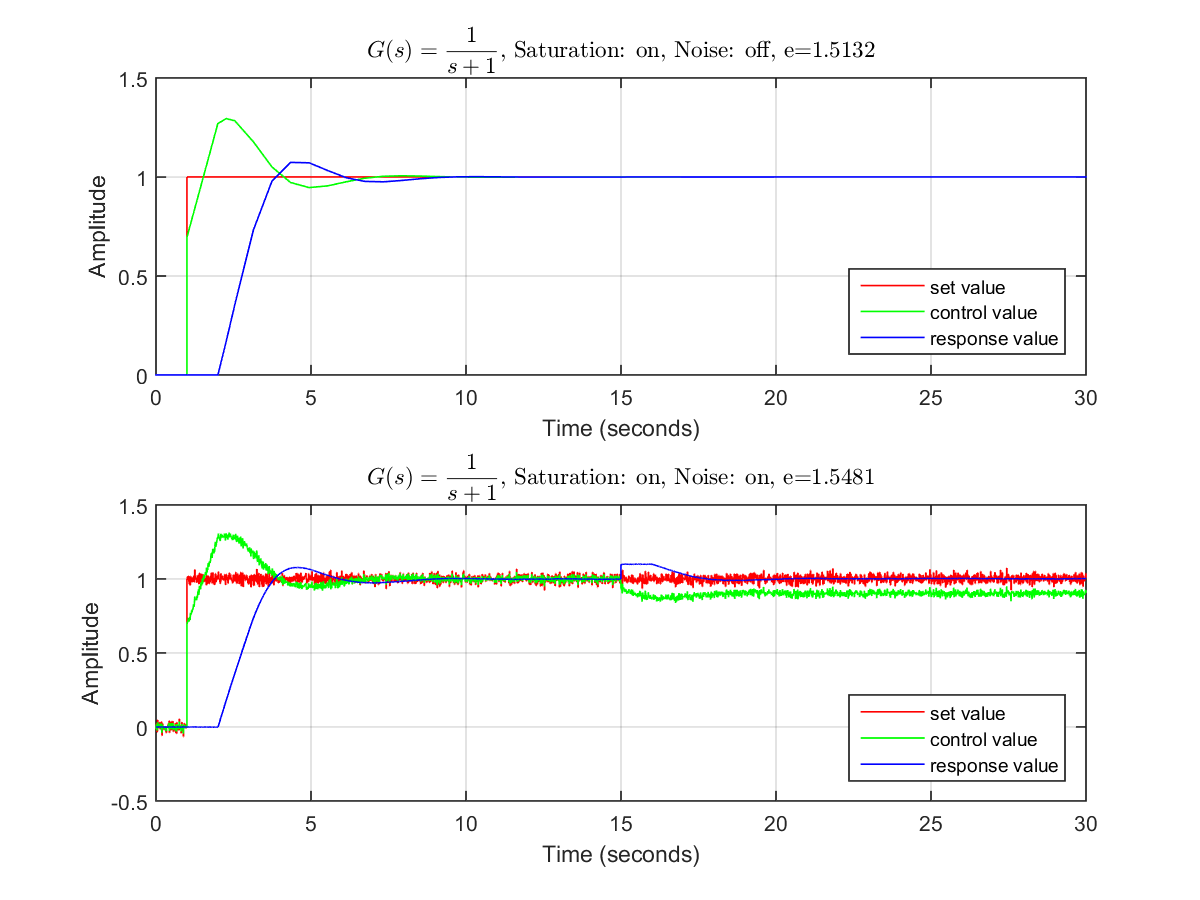 G(s) = 1/(s + 1), Saturation: on, Noise: off, e=1.5132
1.5
1
0.5
0
Amplitude
set value
control value
response value
0 5 10 15 20 25 30
Time (seconds)
G(s) = 1/(s + 1), Saturation: on, Noise: on, e=1.5481
1.5
1
0.5
0
-0.5
Amplitude
set value
control value
response value
0 5 10 15 20 25 30
Time (seconds)